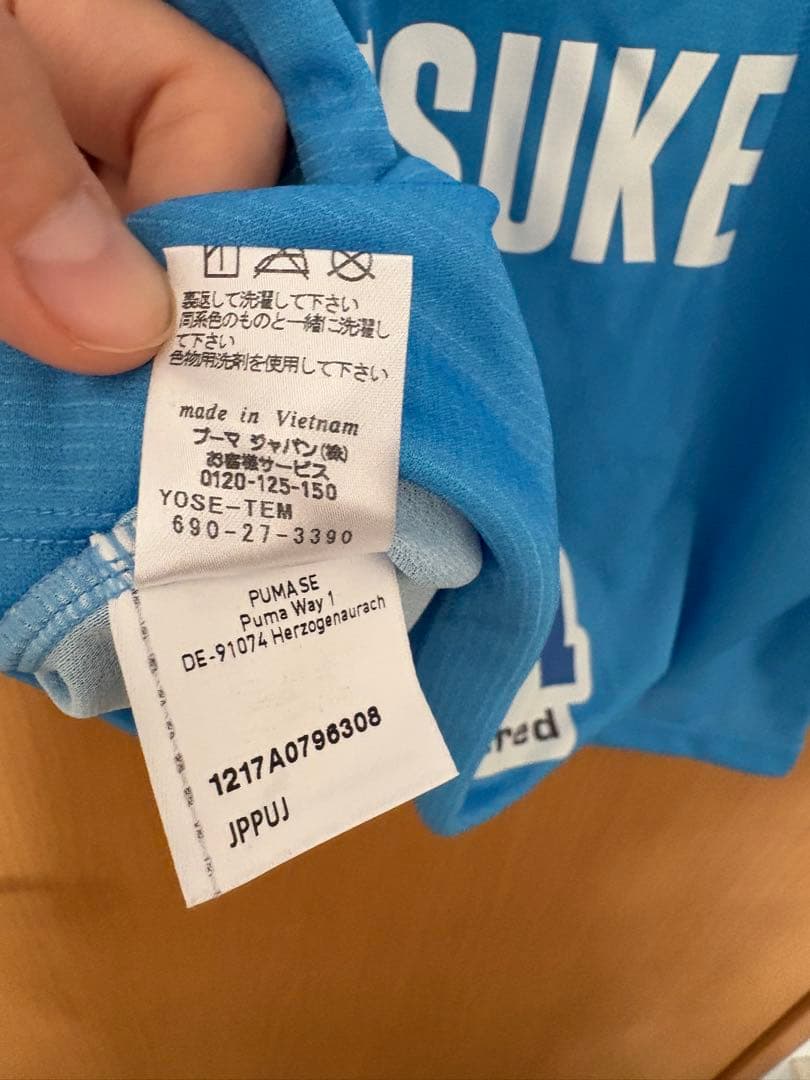 SUKE
裏返して洗濯して下さい
同系色のものと一緒に洗濯し
て下さい
色物用洗剤を使用して下さい
made in Vietnam
プーマ ジャパン(株)
お客様サービス
0120-125-150
YOSE-TEM
690-27-3390
PUMA SE
Puma Way 1
DE-91074 Herzogenaurach
1217A0796308
JPPUJ
red